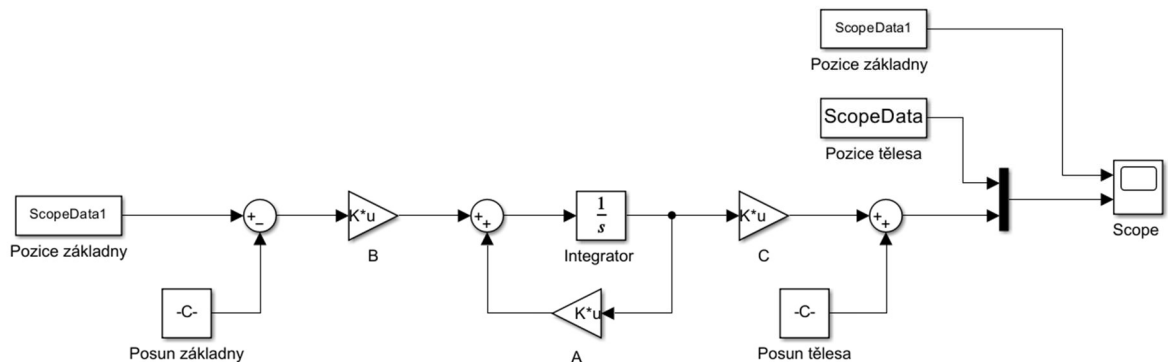 ScopeData1
Pozice základny
ScopeData
Pozice tělesa
ScopeData1
Pozice základny
+
−
-C-
Posun základny
K*u
B
+
+
1
s
Integrator
K*u
A
K*u
C
+
+
-C-
Posun tělesa
Scope